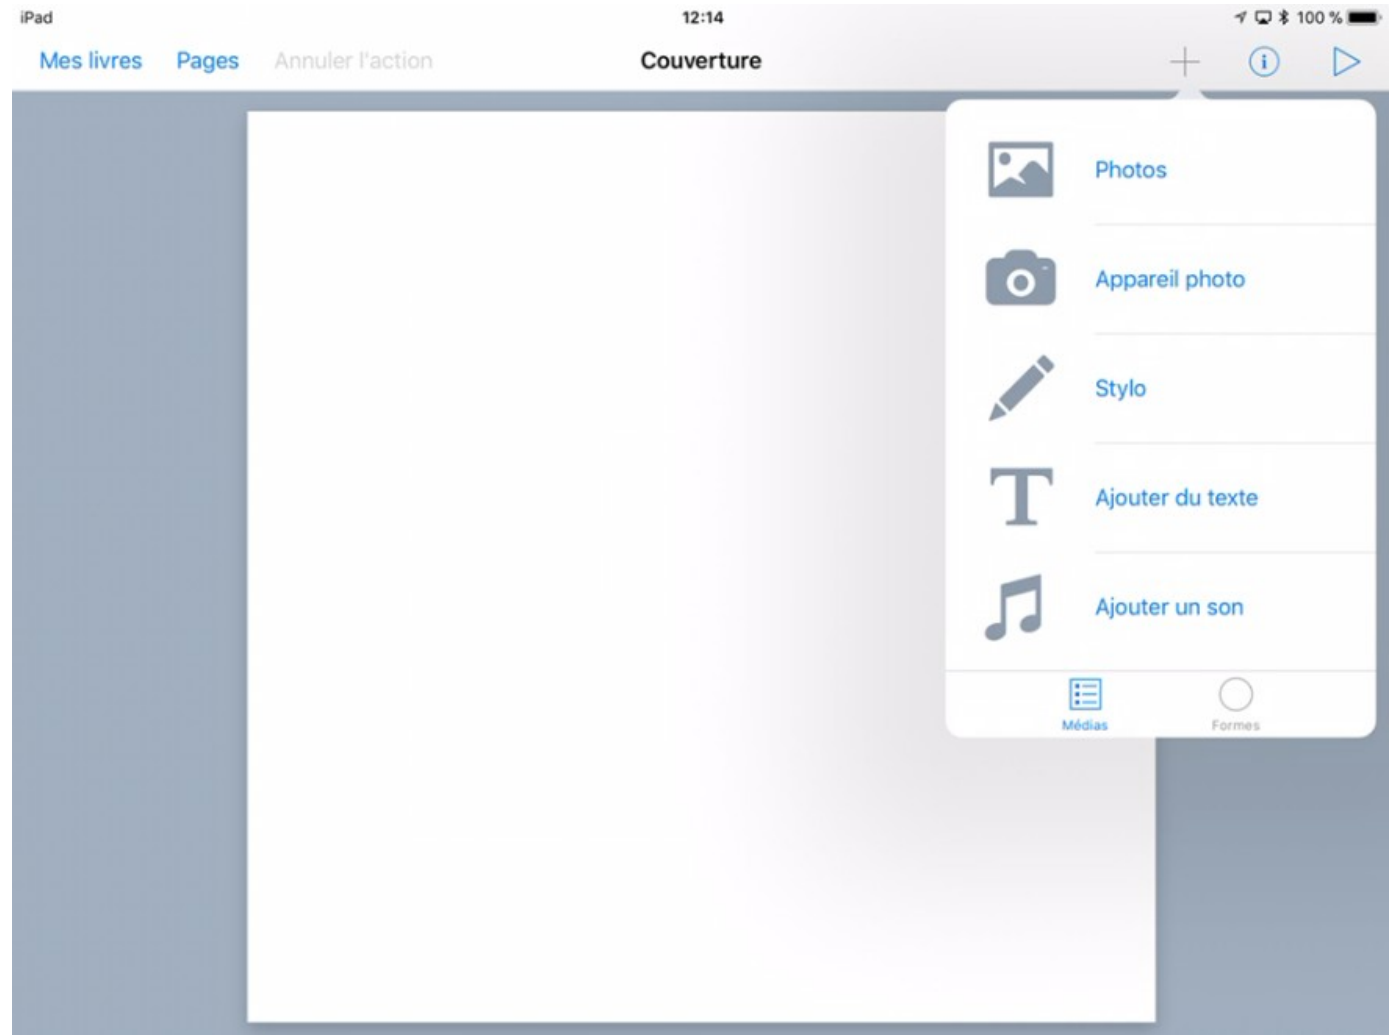 iPad 12:14 100 %
Mes livres Pages Annuler l'action Couverture
Photos
Appareil photo
Stylo
Ajouter du texte
Ajouter un son
Médias Formes